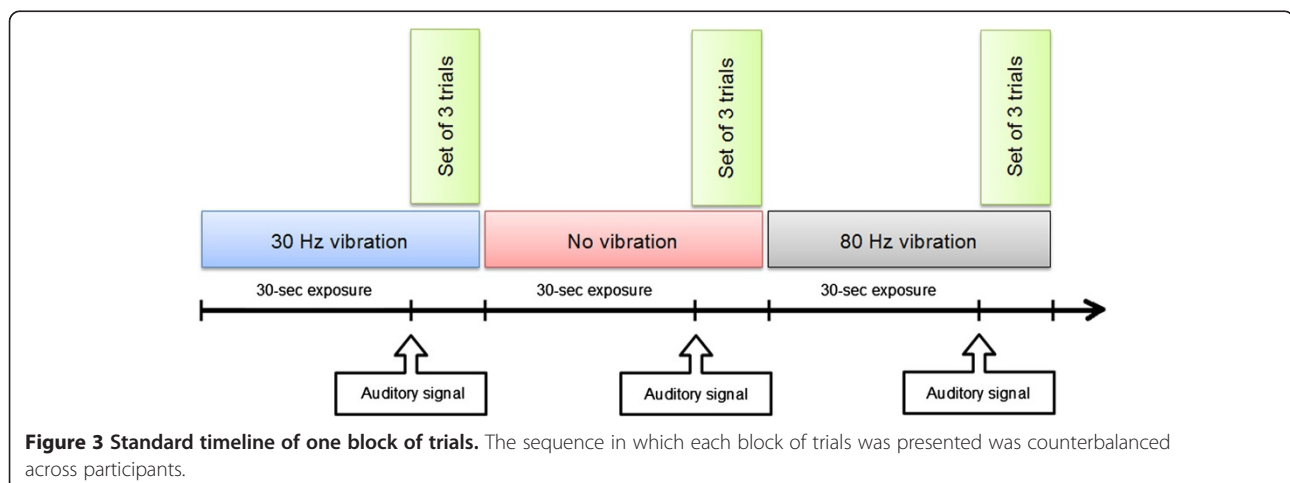 Set of 3 trials
Set of 3 trials
Set of 3 trials
30 Hz vibration
No vibration
80 Hz vibration
30-sec exposure
30-sec exposure
30-sec exposure
Auditory signal
Auditory signal
Auditory signal
Figure 3 Standard timeline of one block of trials. The sequence in which each block of trials was presented was counterbalanced
across participants.